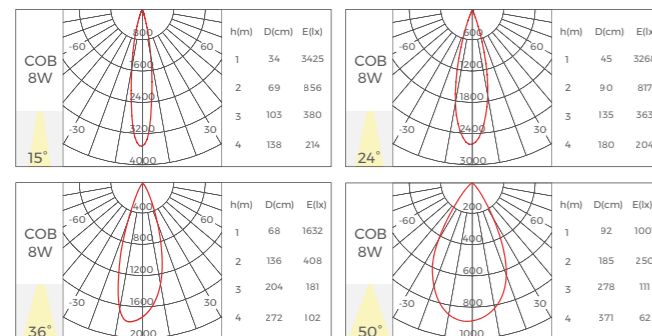 COB
8W
15°
800
1600
2400
3200
4000
-60
60
-30
30
h(m) D(cm) E(lx)
1 34 3425
2 69 856
3 103 380
4 138 214
COB
8W
24°
600
1200
1800
2400
3000
-60
60
-30
30
h(m) D(cm) E(lx)
1 45 3268
2 90 817
3 135 363
4 180 204
COB
8W
36°
400
800
1200
1600
2000
-60
60
-30
30
h(m) D(cm) E(lx)
1 68 1632
2 136 408
3 204 181
4 272 102
COB
8W
50°
200
400
600
800
1000
-60
60
-30
30
h(m) D(cm) E(lx)
1 92 1001
2 185 250
3 278 111
4 371 62